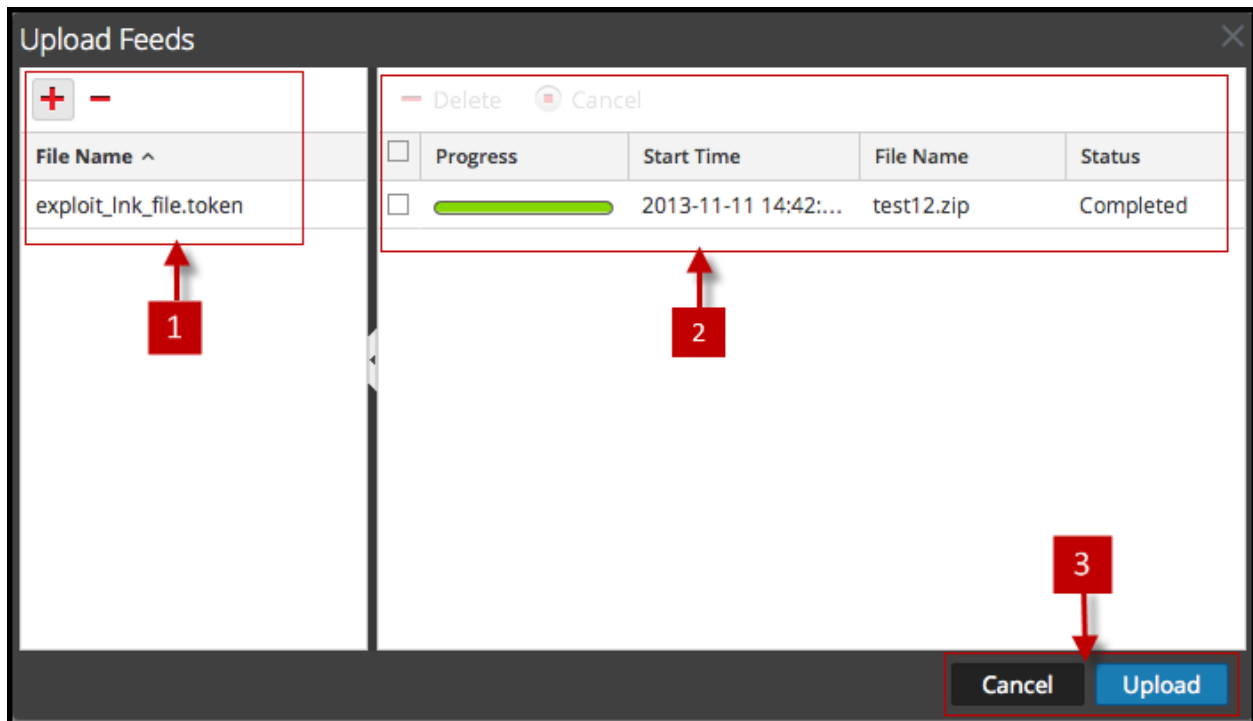 Upload Feeds
Delete Cancel
File Name
Progress Start Time File Name Status
exploit_lnk_file.token
2013-11-11 14:42:... test12.zip Completed
1
2
3
Cancel Upload